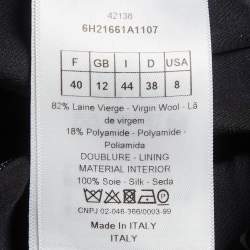 42138
6H21661A1107
F GB I D USA
40 12 44 38 8
82% Laine Vierge - Virgin Wool - Lã
de virgem
18% Polyamide - Polyamide -
Poliamida
DOUBLURE - LINING
MATERIAL INTERIOR
100% Soie - Silk - Seda
CNPJ 02-046-366/0003-99
Made in ITALY
ITALY